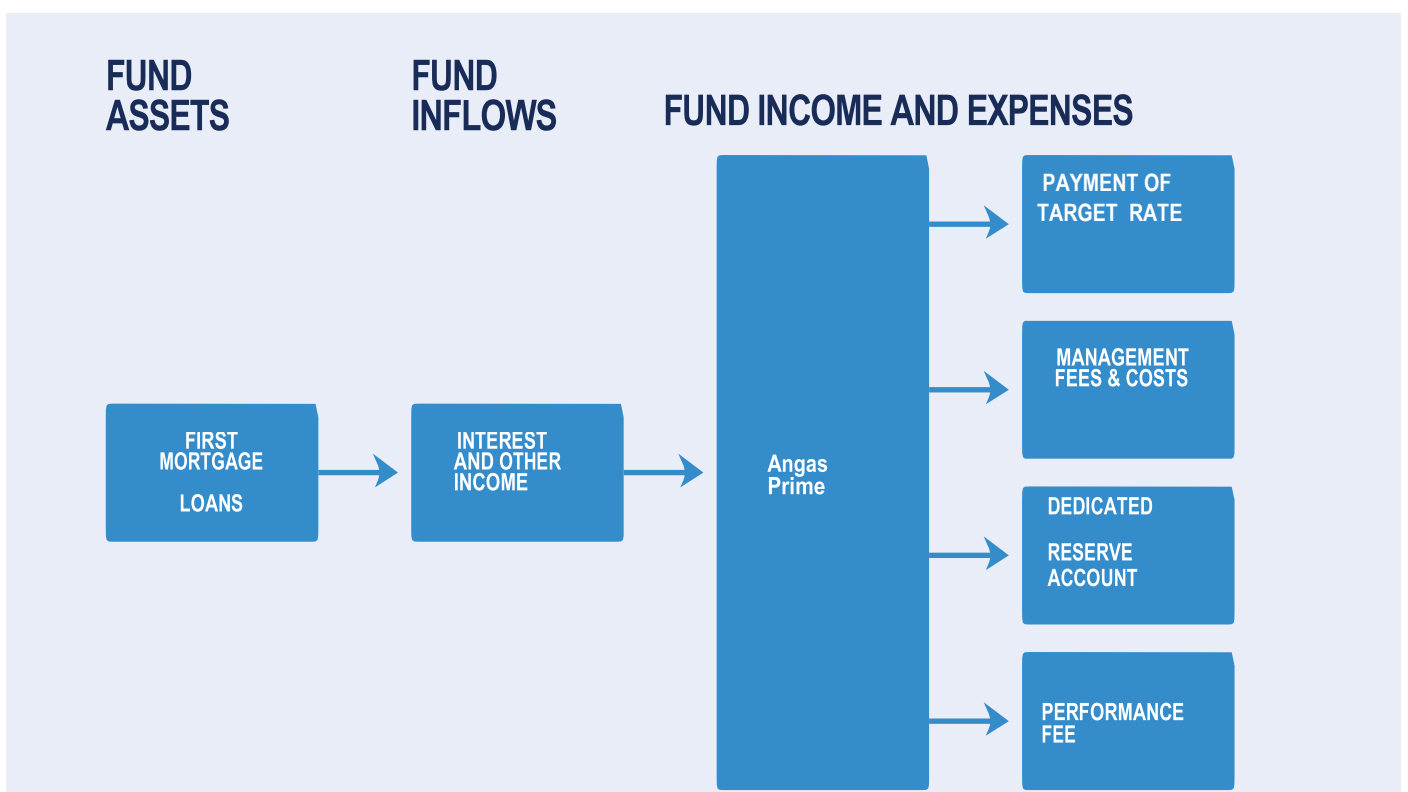 FUND
ASSETS
FUND
INFLOWS
FUND INCOME AND EXPENSES
FIRST
MORTGAGE
LOANS
INTEREST
AND OTHER
INCOME
Angas
Prime
PAYMENT OF
TARGET RATE
MANAGEMENT
FEES & COSTS
DEDICATED
RESERVE
ACCOUNT
PERFORMANCE
FEE